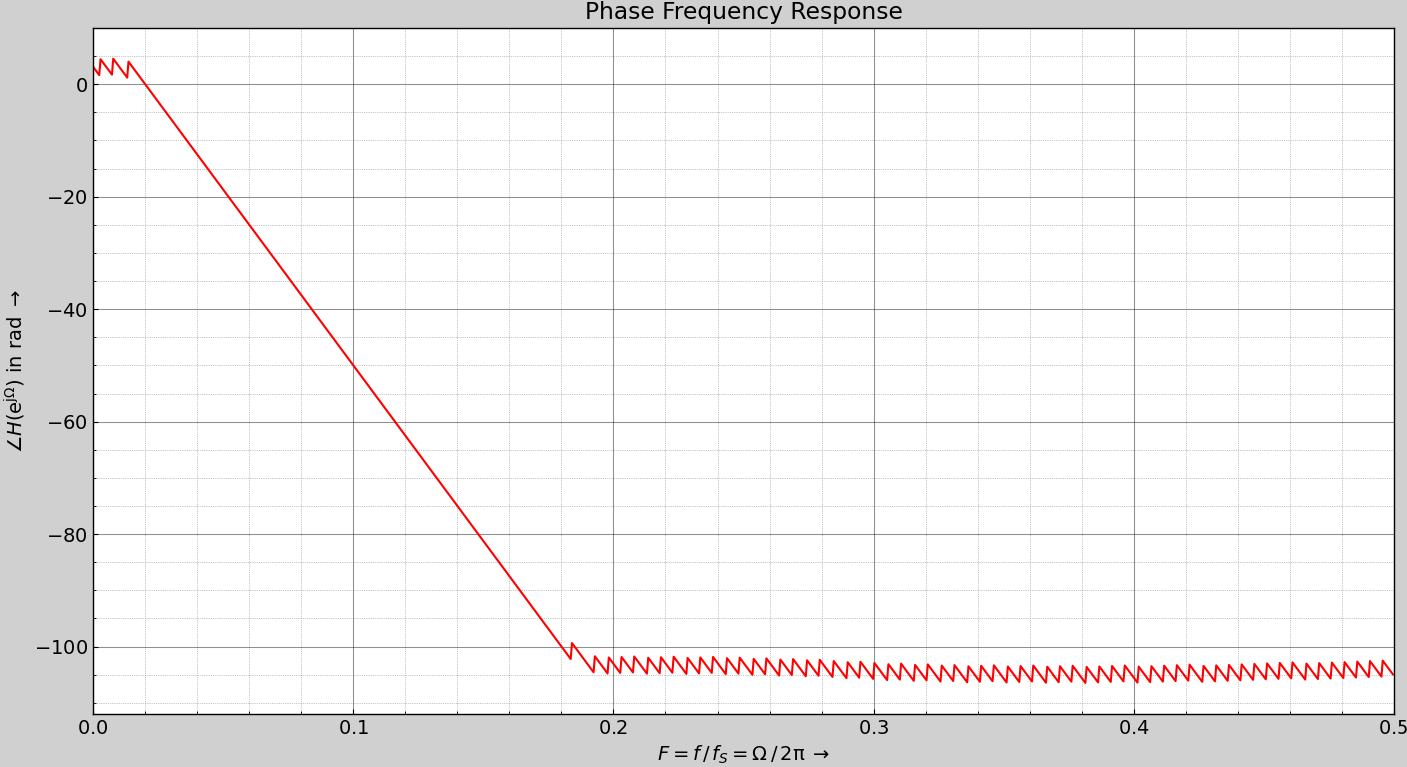 Phase Frequency Response
∠H(e^jΩ) in rad →
0
−20
−40
−60
−80
−100
0.0 0.1 0.2 0.3 0.4 0.5
F = f / f_S = Ω / 2π →